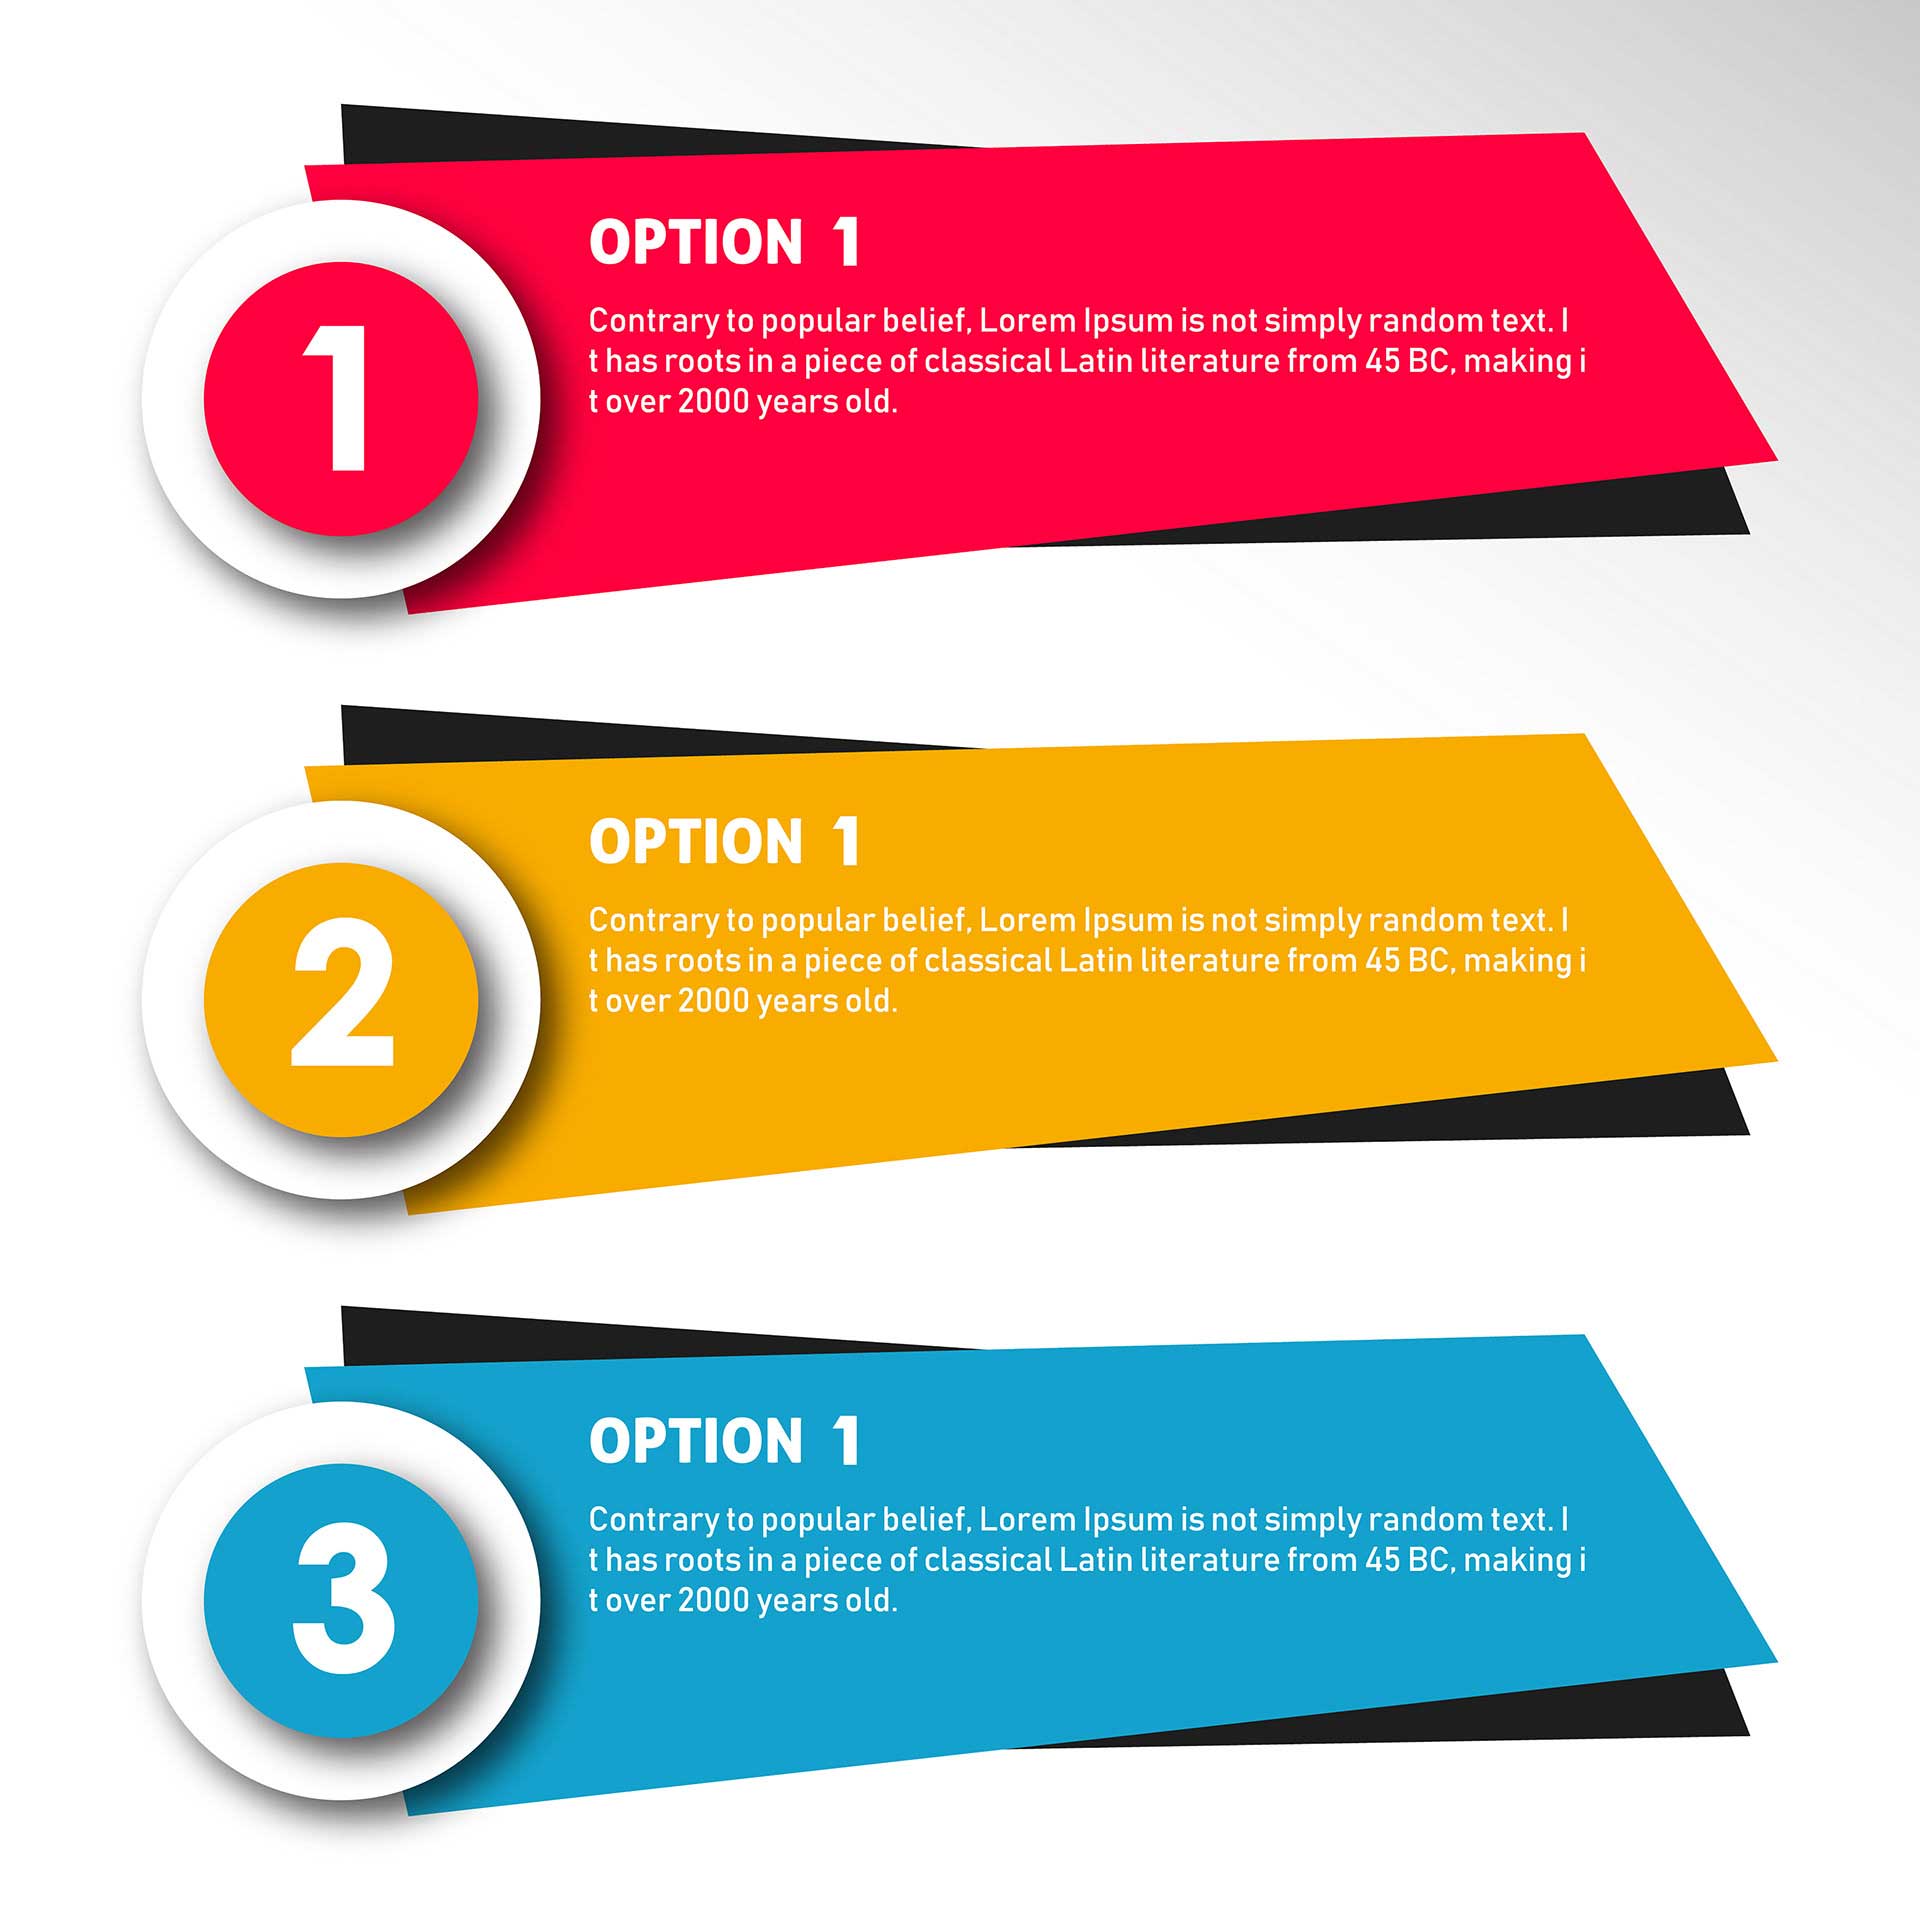 OPTION 1
1
Contrary to popular belief, Lorem Ipsum is not simply random text. I
t has roots in a piece of classical Latin literature from 45 BC, making i
t over 2000 years old.
OPTION 1
2
Contrary to popular belief, Lorem Ipsum is not simply random text. I
t has roots in a piece of classical Latin literature from 45 BC, making i
t over 2000 years old.
OPTION 1
3
Contrary to popular belief, Lorem Ipsum is not simply random text. I
t has roots in a piece of classical Latin literature from 45 BC, making i
t over 2000 years old.